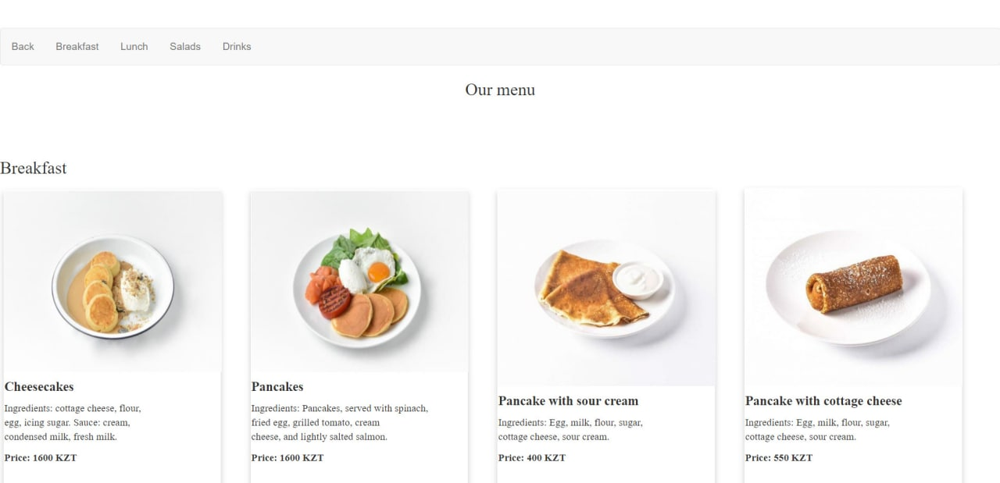 Back Breakfast Lunch Salads Drinks
Our menu
Breakfast
Cheesecakes
Ingredients: cottage cheese, flour,
egg, icing sugar. Sauce: cream,
condensed milk, fresh milk.
Price: 1600 KZT
Pancakes
Ingredients: Pancakes, served with spinach,
fried egg, grilled tomato, cream
cheese, and lightly salted salmon.
Price: 1600 KZT
Pancake with sour cream
Ingredients: Egg, milk, flour, sugar,
cottage cheese, sour cream.
Price: 400 KZT
Pancake with cottage cheese
Ingredients: Egg, milk, flour, sugar,
cottage cheese, sour cream.
Price: 550 KZT